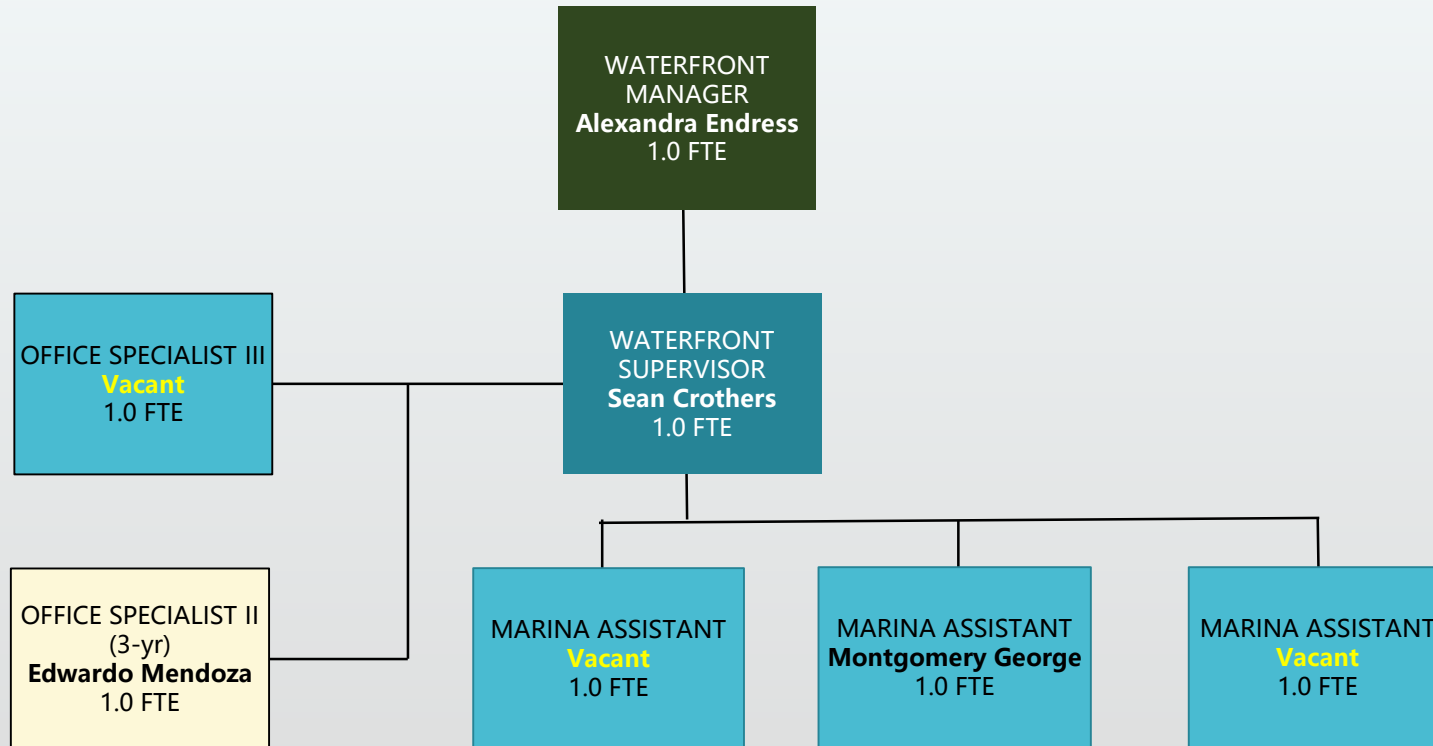 WATERFRONT
MANAGER
Alexandra Endress
1.0 FTE
OFFICE SPECIALIST III
Vacant
1.0 FTE
WATERFRONT
SUPERVISOR
Sean Crothers
1.0 FTE
OFFICE SPECIALIST II
(3-yr)
Edwardo Mendoza
1.0 FTE
MARINA ASSISTANT
Vacant
1.0 FTE
MARINA ASSISTANT
Montgomery George
1.0 FTE
MARINA ASSISTANT
Vacant
1.0 FTE